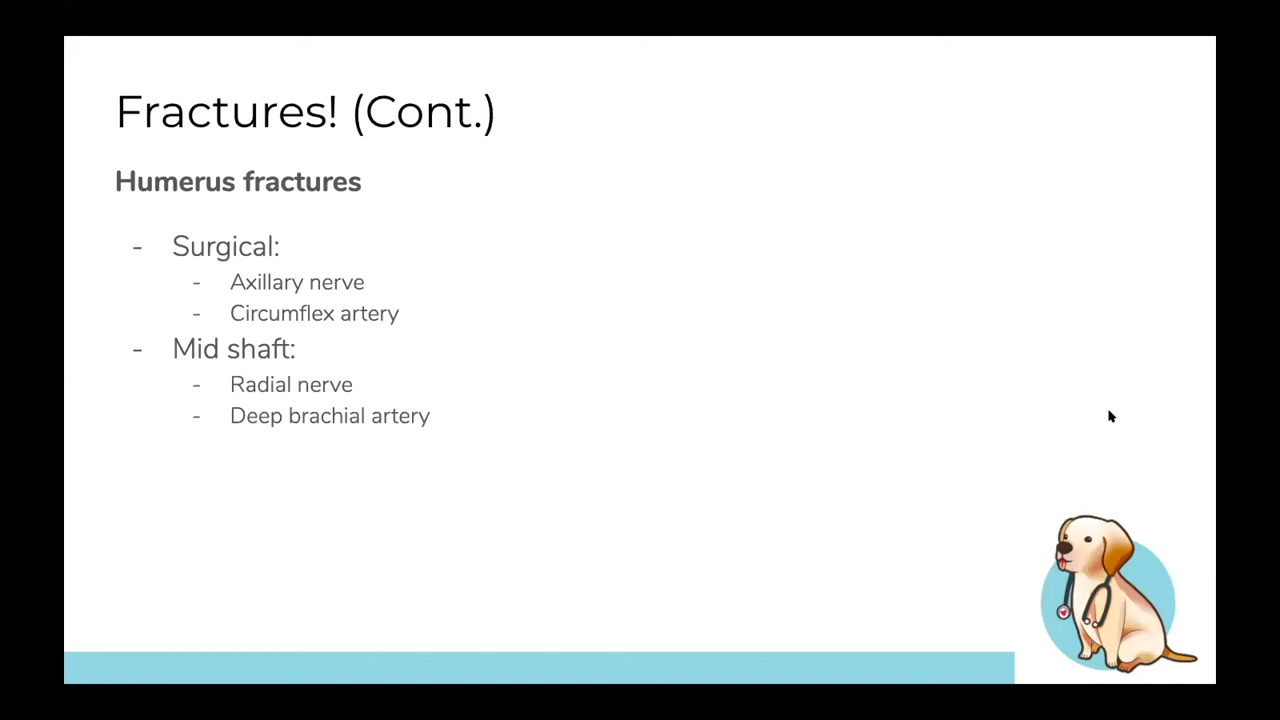 Fractures! (Cont.)
Humerus fractures
- Surgical:
- Axillary nerve
- Circumflex artery
- Mid shaft:
- Radial nerve
- Deep brachial artery